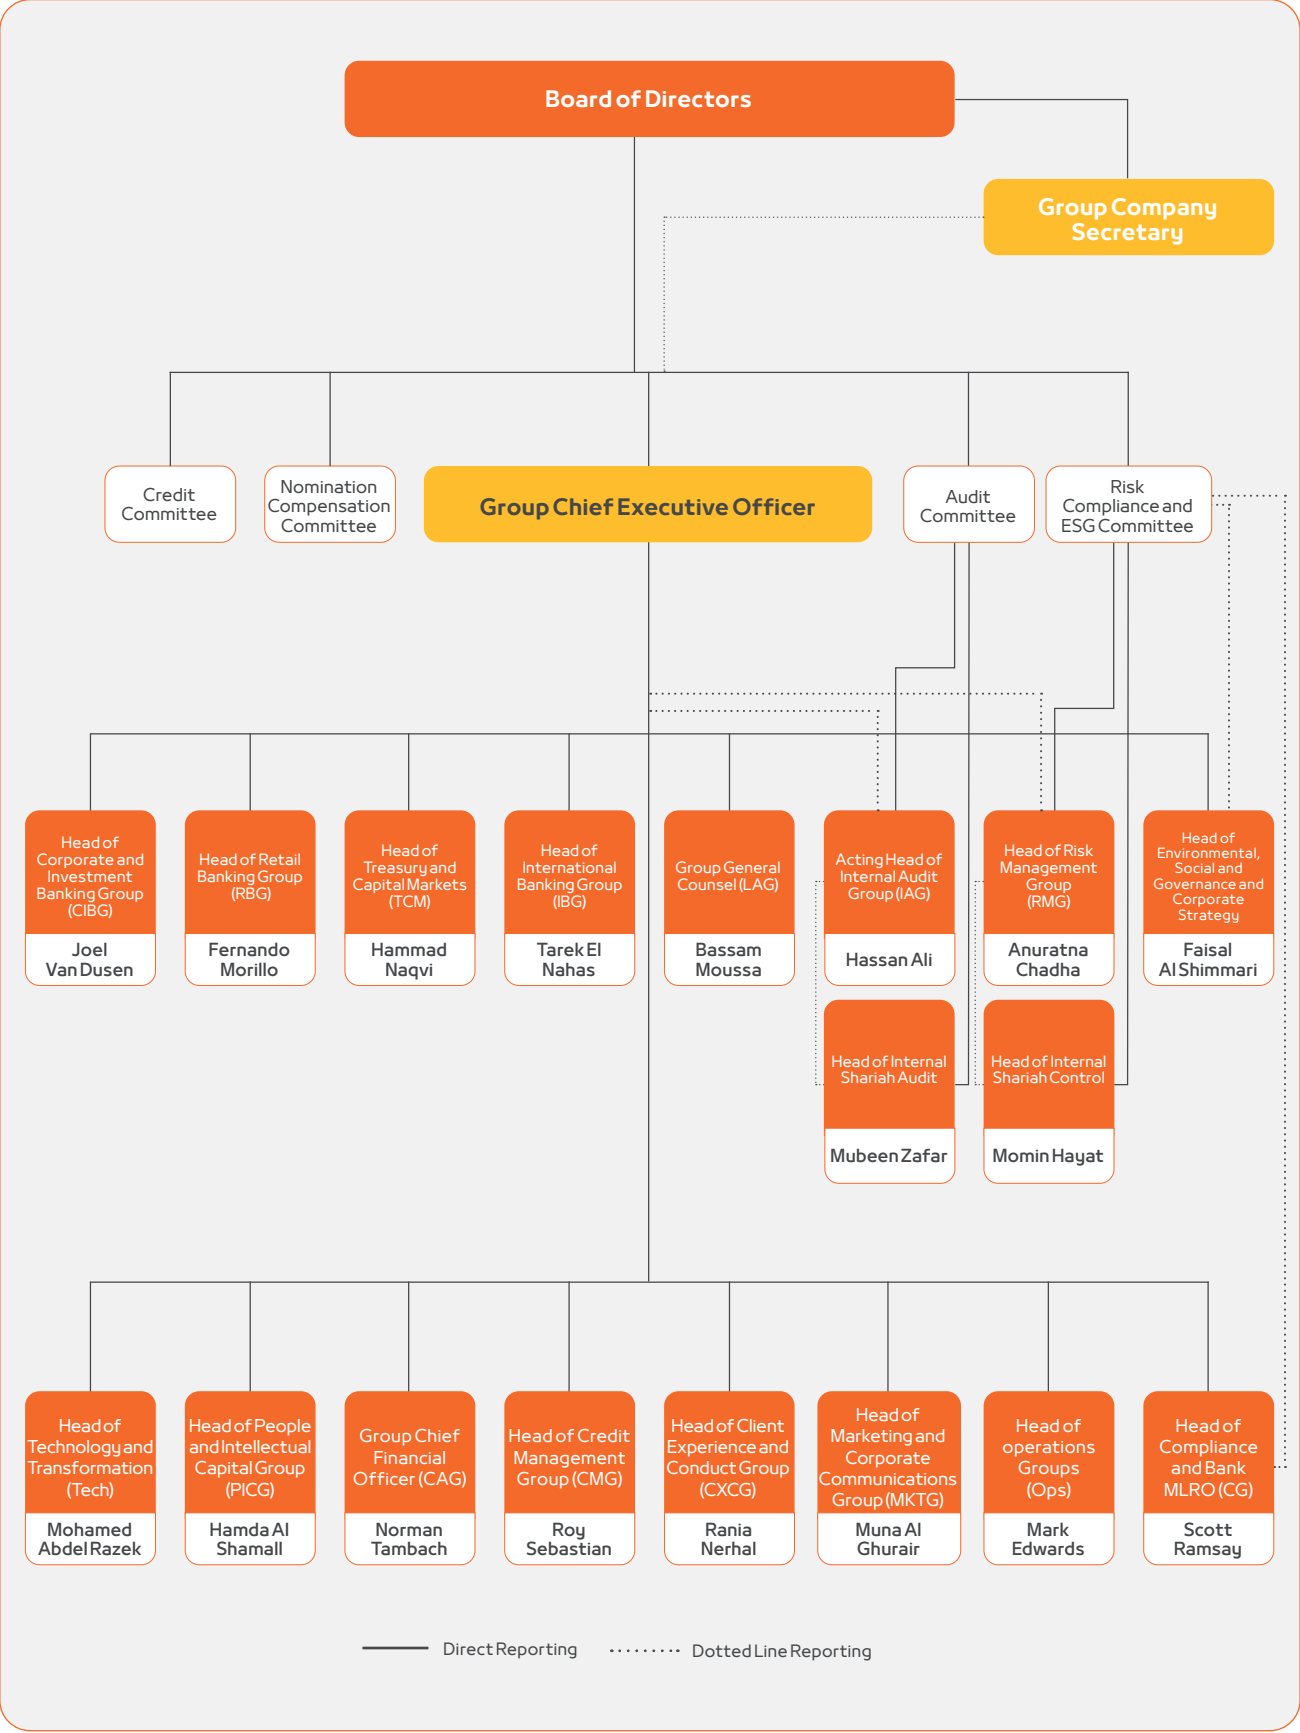 Board of Directors
Group Company
Secretary
Credit
Committee
Nomination
Compensation
Committee
Group Chief Executive Officer
Audit
Committee
Risk
Compliance and
ESG Committee
Head of
Corporate and
Investment
Banking Group
(CIBG)
Joel
Van Dusen
Head of Retail
Banking Group
(RBG)
Fernando
Morillo
Head of
Treasury and
Capital Markets
(TCM)
Hammad
Naqvi
Head of
International
Banking Group
(IBG)
Tarek El
Nahas
Group General
Counsel (LAG)
Bassam
Moussa
Acting Head of
Internal Audit
Group (IAG)
Hassan Ali
Head of Risk
Management
Group
(RMG)
Anuratna
Chadha
Head of
Environmental,
Social and
Governance and
Corporate
Strategy
Faisal
Al Shimmari
Head of Internal
Shariah Audit
Mubeen Zafar
Head of Internal
Shariah Control
Momin Hayat
Head of
Technology and
Transformation
(Tech)
Mohamed
Abdel Razek
Head of People
and Intellectual
Capital Group
(PICG)
Hamda Al
Shamall
Group Chief
Financial
Officer (CAG)
Norman
Tambach
Head of Credit
Management
Group (CMG)
Roy
Sebastian
Head of Client
Experience and
Conduct Group
(CXCG)
Rania
Nerhal
Head of
Marketing and
Corporate
Communications
Group (MKTG)
Muna Al
Ghurair
Head of
operations
Groups
(Ops)
Mark
Edwards
Head of
Compliance
and Bank
MLRO (CG)
Scott
Ramsay
Direct Reporting
Dotted Line Reporting